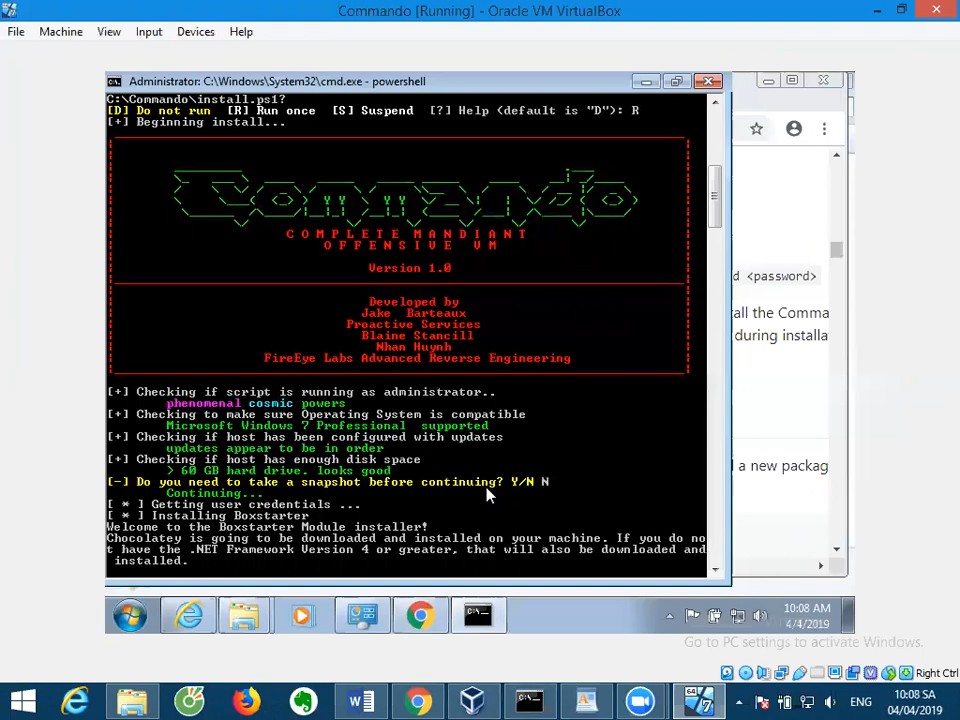 Commando [Running] - Oracle VM VirtualBox
File Machine View Input Devices Help
Administrator: C:\Windows\System32\cmd.exe - powershell
C:\Commando\install.ps1?
[D] Do not run [R] Run once [S] Suspend [?] Help (default is "D"): R
[+] Beginning install...
Commando
COMPLETE MANDIANT
OFFENSIVE VM
Version 1.0
Developed by
Jake Barteaux
Proactive Services
Blaine Stancill
Nhan Huynh
FireEye Labs Advanced Reverse Engineering
[+] Checking if script is running as administrator..
phenomenal cosmic powers
[+] Checking to make sure Operating System is compatible
Microsoft Windows 7 Professional supported
[+] Checking if host has been configured with updates
updates appear to be in order
[+] Checking if host has enough disk space
> 60 GB hard drive. looks good
[-] Do you need to take a snapshot before continuing? Y/N N
Continuing...
[ * ] Getting user credentials ...
[ * ] Installing Boxstarter
Welcome to the Boxstarter Module installer!
Chocolatey is going to be downloaded and installed on your machine. If you do no
t have the .NET Framework Version 4 or greater, that will also be downloaded and
installed.
d <password>
all the Comma
during installa
d a new packag
10:08 AM
4/4/2019
Go to PC settings to activate Windows.
Right Ctrl
64
7
ENG
10:08 SA
04/04/2019